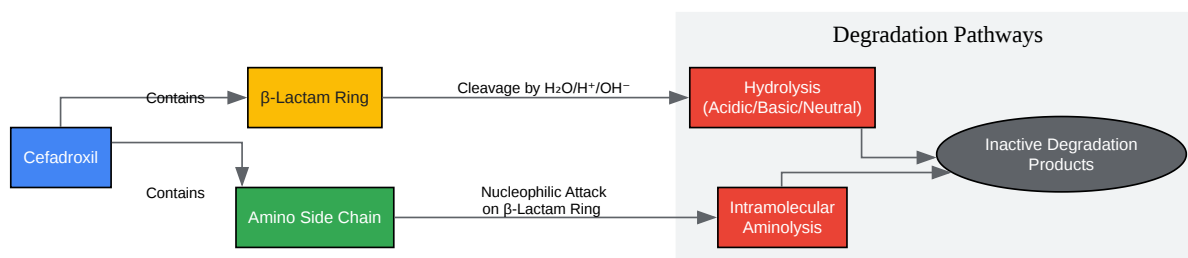 Degradation Pathways
Hydrolysis
(Acidic/Basic/Neutral)
Cleavage by H₂O/H⁺/OH⁻
β-Lactam Ring
Contains
Cefadroxil
Inactive Degradation
Products
Contains
Nucleophilic Attack
on β-Lactam Ring
Amino Side Chain
Intramolecular
Aminolysis